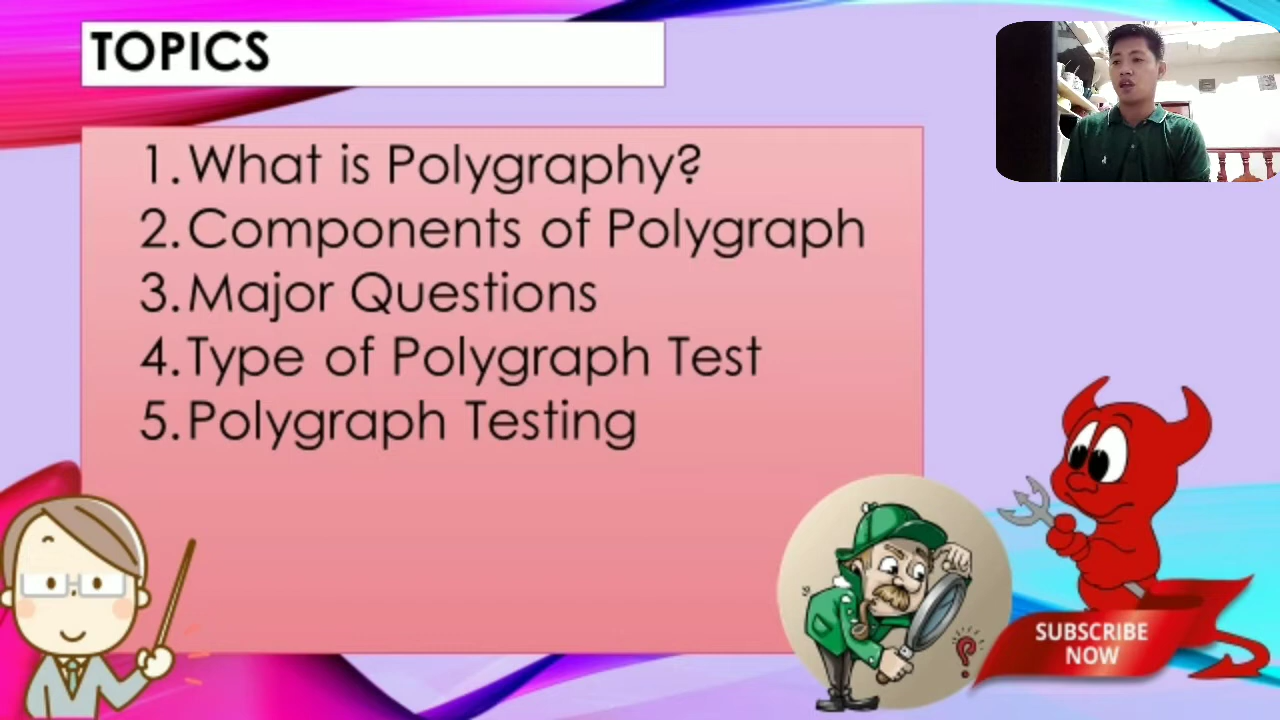 TOPICS
1. What is Polygraphy?
2. Components of Polygraph
3. Major Questions
4. Type of Polygraph Test
5. Polygraph Testing
SUBSCRIBE
NOW